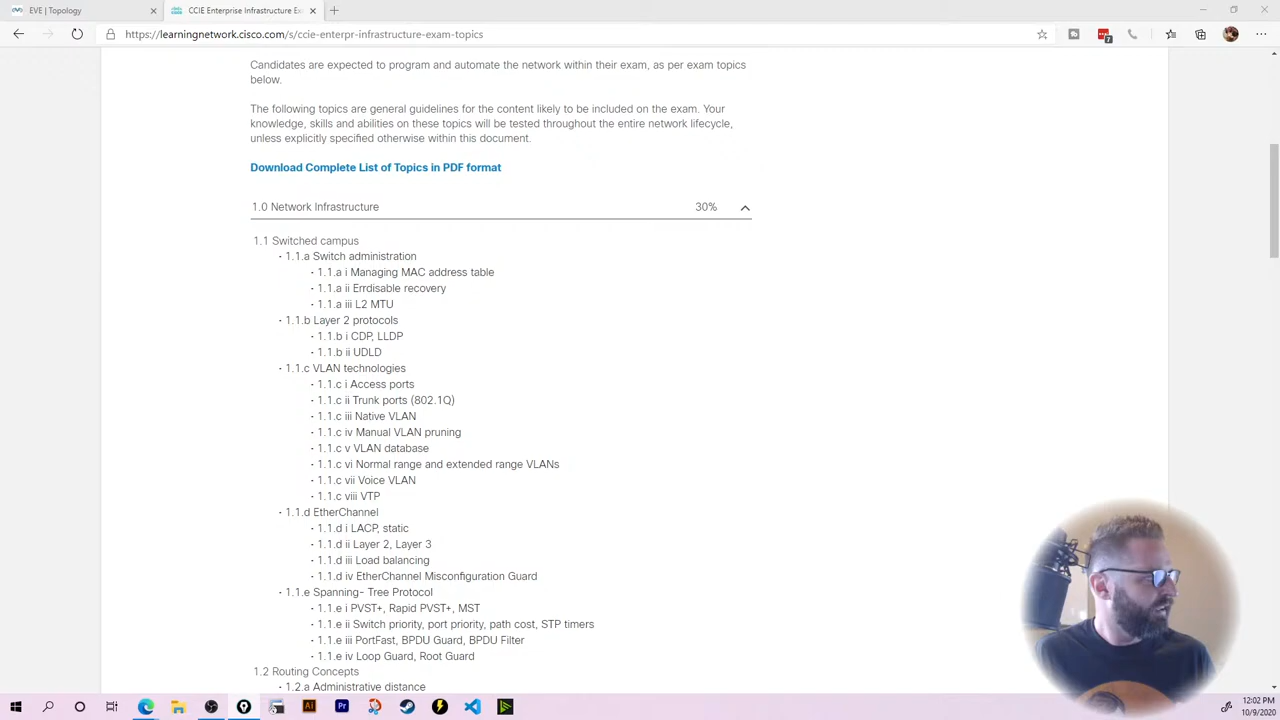 EVE | Topology
CCIE Enterprise Infrastructure Ex
https://learningnetwork.cisco.com/s/ccie-enterpr-infrastructure-exam-topics
7
Candidates are expected to program and automate the network within their exam, as per exam topics
below.
The following topics are general guidelines for the content likely to be included on the exam. Your
knowledge, skills and abilities on these topics will be tested throughout the entire network lifecycle,
unless explicitly specified otherwise within this document.
Download Complete List of Topics in PDF format
1.0 Network Infrastructure 30%
1.1 Switched campus
- 1.1.a Switch administration
- 1.1.a i Managing MAC address table
- 1.1.a ii Errdisable recovery
- 1.1.a iii L2 MTU
- 1.1.b Layer 2 protocols
- 1.1.b i CDP, LLDP
- 1.1.b ii UDLD
- 1.1.c VLAN technologies
- 1.1.c i Access ports
- 1.1.c ii Trunk ports (802.1Q)
- 1.1.c iii Native VLAN
- 1.1.c iv Manual VLAN pruning
- 1.1.c v VLAN database
- 1.1.c vi Normal range and extended range VLANs
- 1.1.c vii Voice VLAN
- 1.1.c viii VTP
- 1.1.d EtherChannel
- 1.1.d i LACP, static
- 1.1.d ii Layer 2, Layer 3
- 1.1.d iii Load balancing
- 1.1.d iv EtherChannel Misconfiguration Guard
- 1.1.e Spanning- Tree Protocol
- 1.1.e i PVST+, Rapid PVST+, MST
- 1.1.e ii Switch priority, port priority, path cost, STP timers
- 1.1.e iii PortFast, BPDU Guard, BPDU Filter
- 1.1.e iv Loop Guard, Root Guard
1.2 Routing Concepts
- 1.2.a Administrative distance
Ai
Pr
12:02 PM
10/9/2020